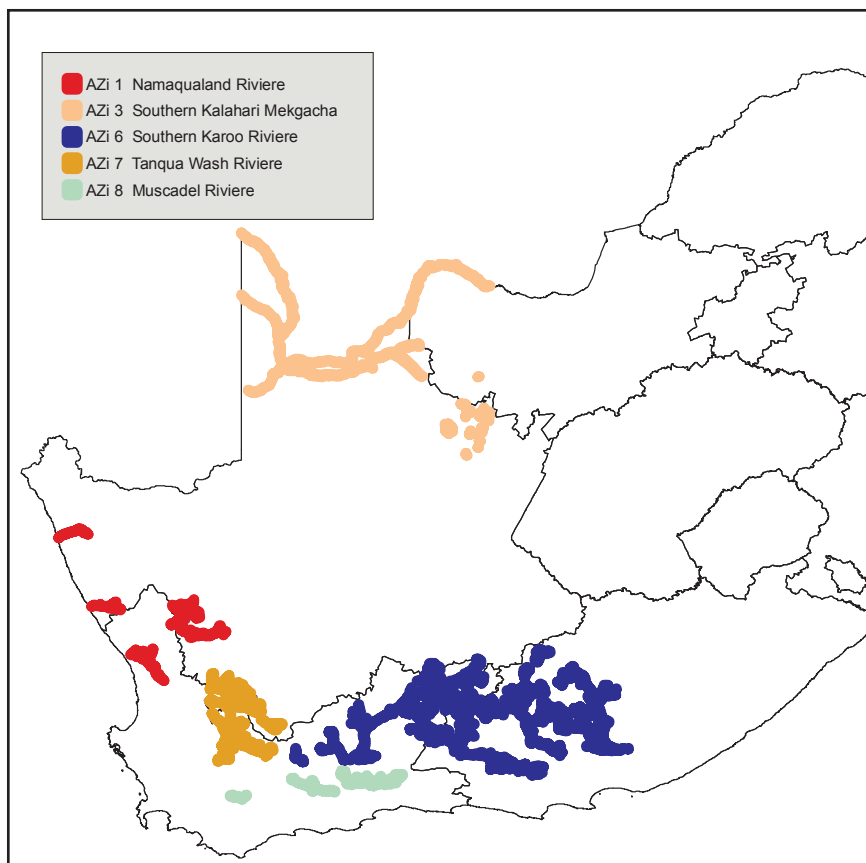 AZi 1 Namaqualand Riviere
AZi 3 Southern Kalahari Mekgacha
AZi 6 Southern Karoo Riviere
AZi 7 Tanqua Wash Riviere
AZi 8 Muscadel Riviere